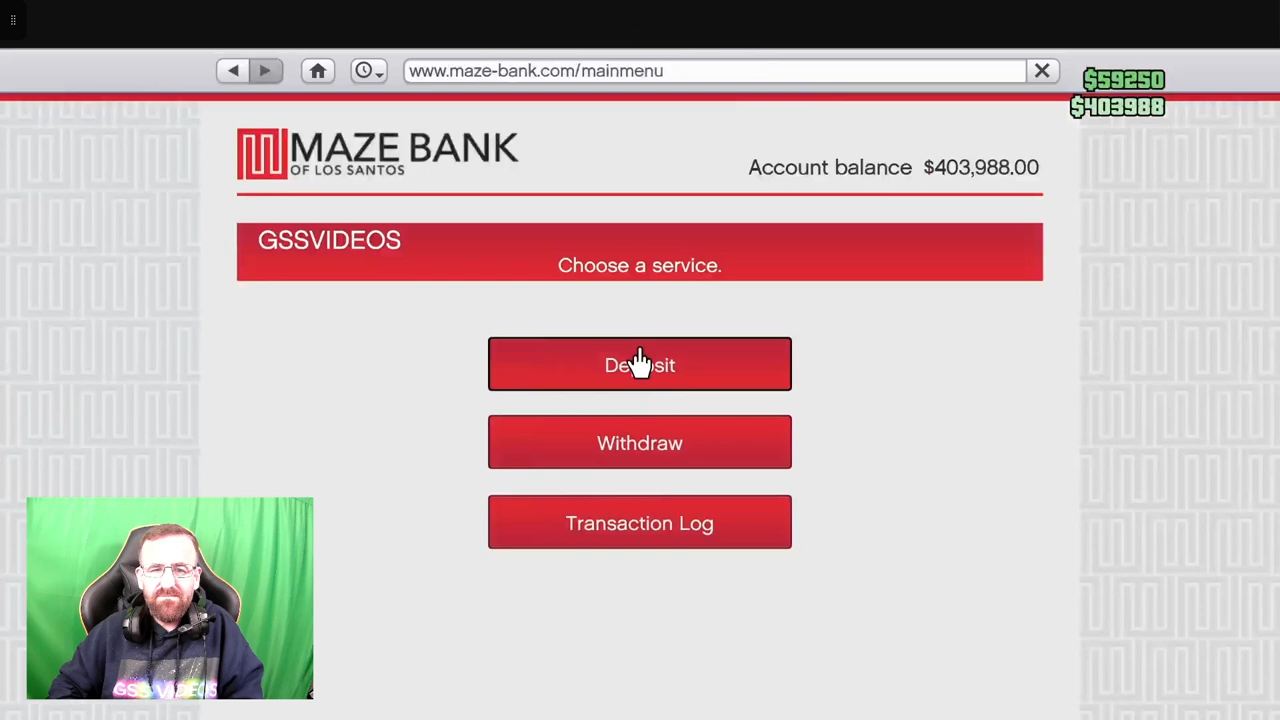 www.maze-bank.com/mainmenu
$59250
$403988
MAZE BANK
OF LOS SANTOS
Account balance $403,988.00
GSSVIDEOS
Choose a service.
Deposit
Withdraw
Transaction Log
GSSVIDEOS